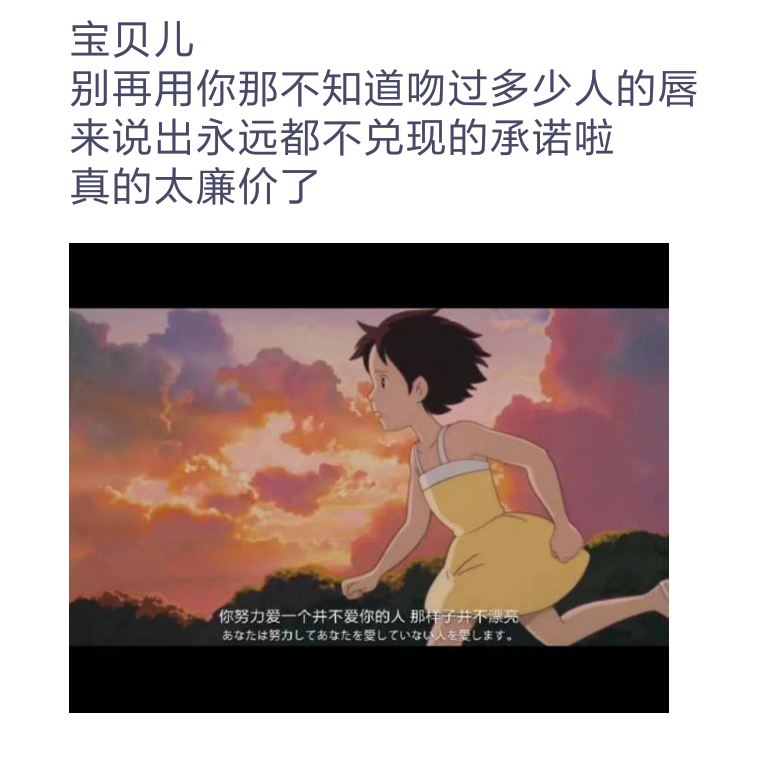 宝贝儿
别再用你那不知道吻过多少人的唇
来说出永远都不兑现的承诺啦
真的太廉价了
你努力爱一个并不爱你的人 那样子并不漂亮
あなたは努力してあなたを愛していない人を愛します。